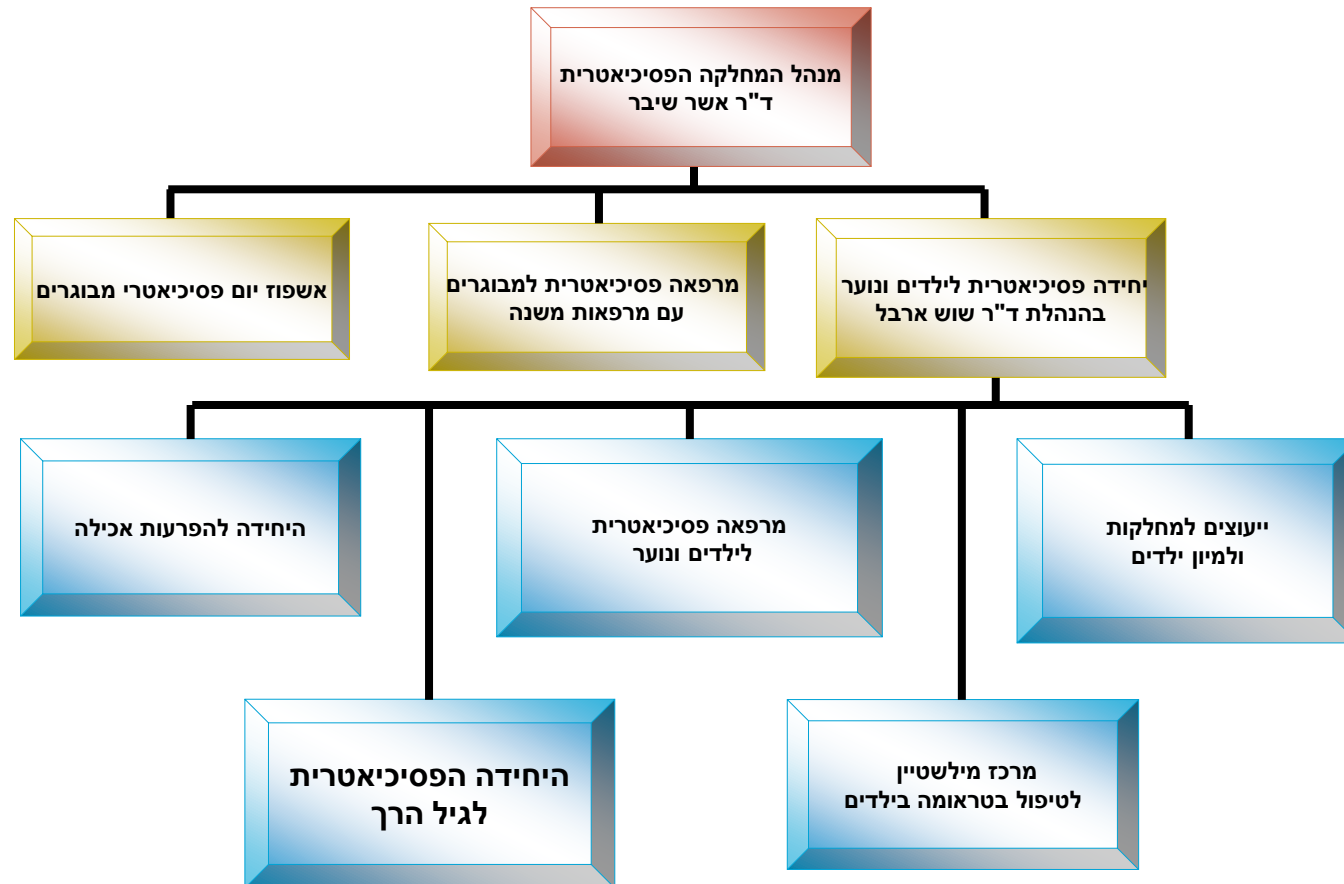 מנהל המחלקה הפסיכיאטרית
ד"ר אשר שיבר
יחידה פסיכיאטרית לילדים ונוער
בהנהלת ד"ר שוש ארבל
מרפאה פסיכיאטרית למבוגרים
עם מרפאות משנה
אשפוז יום פסיכיאטרי מבוגרים
ייעוצים למחלקות
ולמיון ילדים
מרפאה פסיכיאטרית
לילדים ונוער
היחידה להפרעות אכילה
מרכז מילשטיין
לטיפול בטראומה בילדים
היחידה הפסיכיאטרית
לגיל הרך